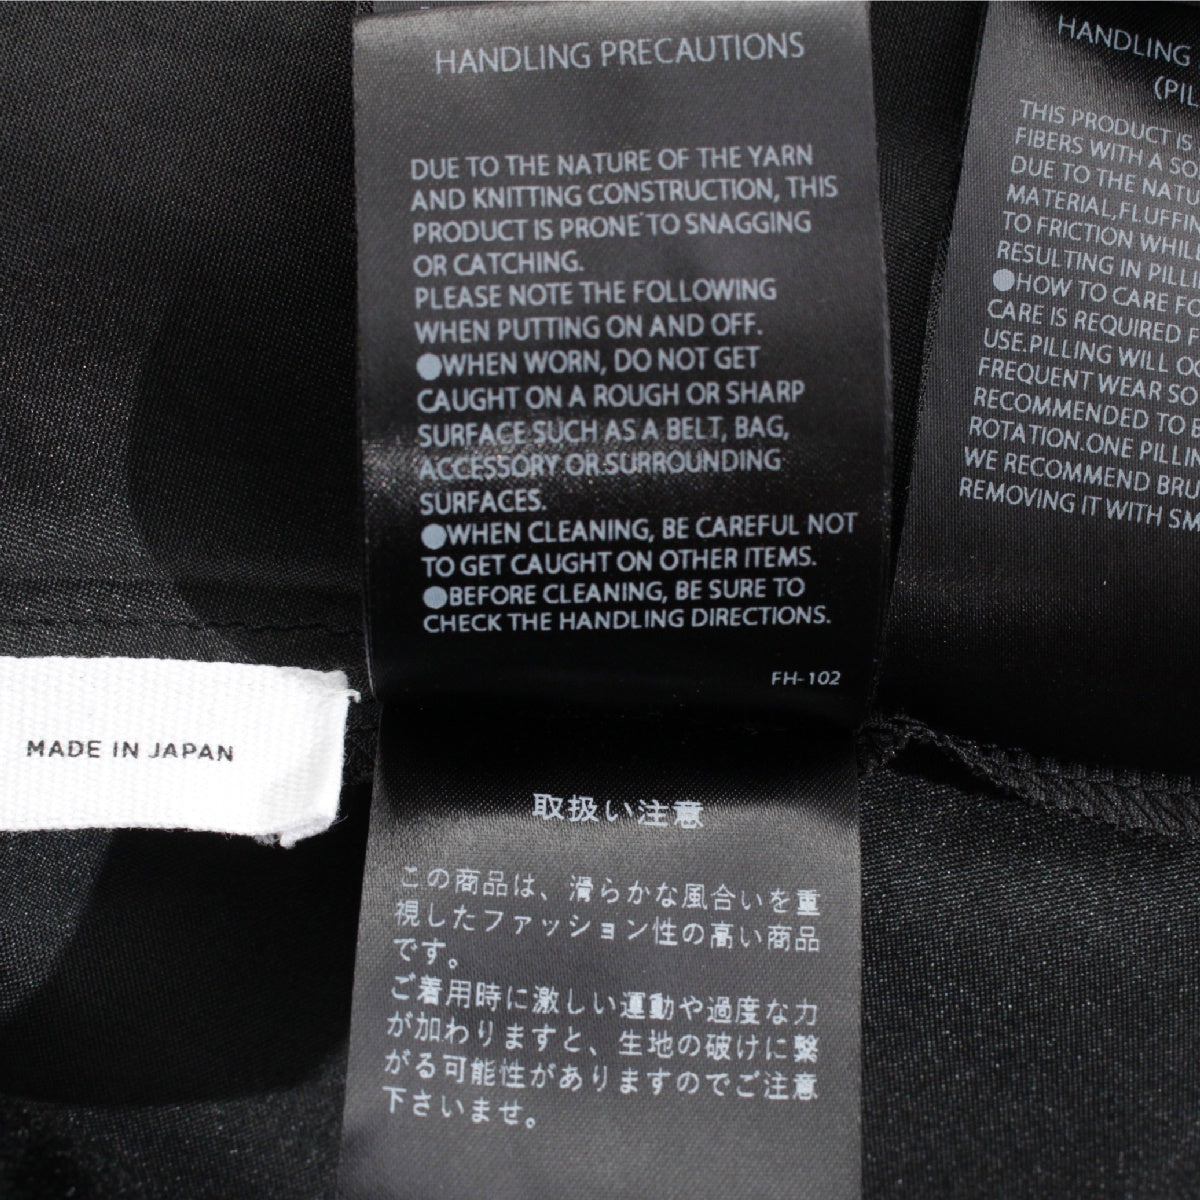 HANDLING PRECAUTIONS
DUE TO THE NATURE OF THE YARN
AND KNITTING CONSTRUCTION, THIS
PRODUCT IS PRONE TO SNAGGING
OR CATCHING.
PLEASE NOTE THE FOLLOWING
WHEN PUTTING ON AND OFF.
●WHEN WORN, DO NOT GET
CAUGHT ON A ROUGH OR SHARP
SURFACE SUCH AS A BELT, BAG,
ACCESSORY OR SURROUNDING
SURFACES.
●WHEN CLEANING, BE CAREFUL NOT
TO GET CAUGHT ON OTHER ITEMS.
●BEFORE CLEANING, BE SURE TO
CHECK THE HANDLING DIRECTIONS.
FH-102
HANDLING
(PIL
THIS PRODUCT IS
FIBERS WITH A SO
DUE TO THE NATU
MATERIAL,FLUFFIN
TO FRICTION WHILE
RESULTING IN PILLI
●HOW TO CARE FO
CARE IS REQUIRED F
USE.PILLING WILL OC
FREQUENT WEAR SO
RECOMMENDED TO B
ROTATION.ONE PILLIN
WE RECOMMEND BRU
REMOVING IT WITH SM
MADE IN JAPAN
取扱い注意
この商品は、滑らかな風合いを重
視したファッション性の高い商品
です。
ご着用時に激しい運動や過度な力
が加わりますと、生地の破けに繋
がる可能性がありますのでご注意
下さいませ。